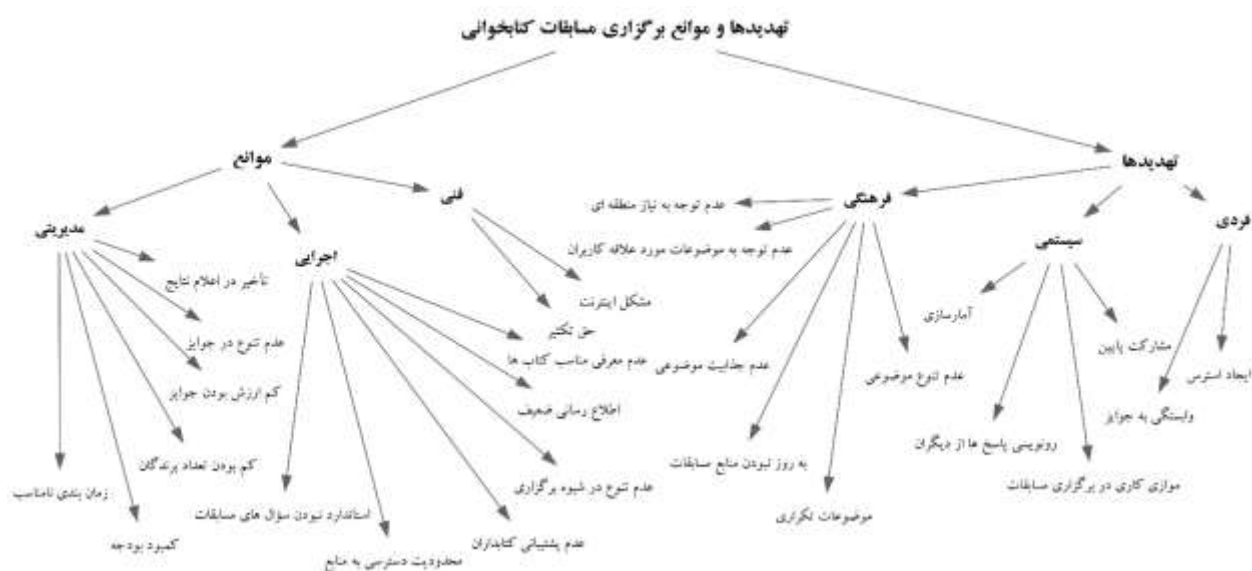 تهدیدها و موانع برگزاری مسابقات کتابخوانی
تهدیدها
موانع
فردی
سیستمی
فرهنگی
فنی
اجرایی
مدیریتی
ایجاد استرس
وابستگی به جوایز
مشارکت پایین
موازی کاری در برگزاری مسابقات
رونویسی پاسخ ها از دیگران
آمارسازی
عدم توجه به نیاز منطقه ای
عدم توجه به موضوعات مورد علاقه کاربران
عدم تنوع موضوعی
موضوعات تکراری
به روز نبودن منابع مسابقات
عدم جذابیت موضوعی
مشکل اینترنت
حق تکثیر
عدم معرفی مناسب کتاب ها
اطلاع رسانی ضعیف
عدم تنوع در شیوه برگزاری
عدم پشتیبانی کتابداران
محدودیت دسترسی به منابع
استاندارد نبودن سؤال های مسابقات
تأخیر در اعلام نتایج
عدم تنوع در جوایز
کم ارزش بودن جوایز
کم بودن تعداد برندگان
کمبود بودجه
زمان بندی نامناسب